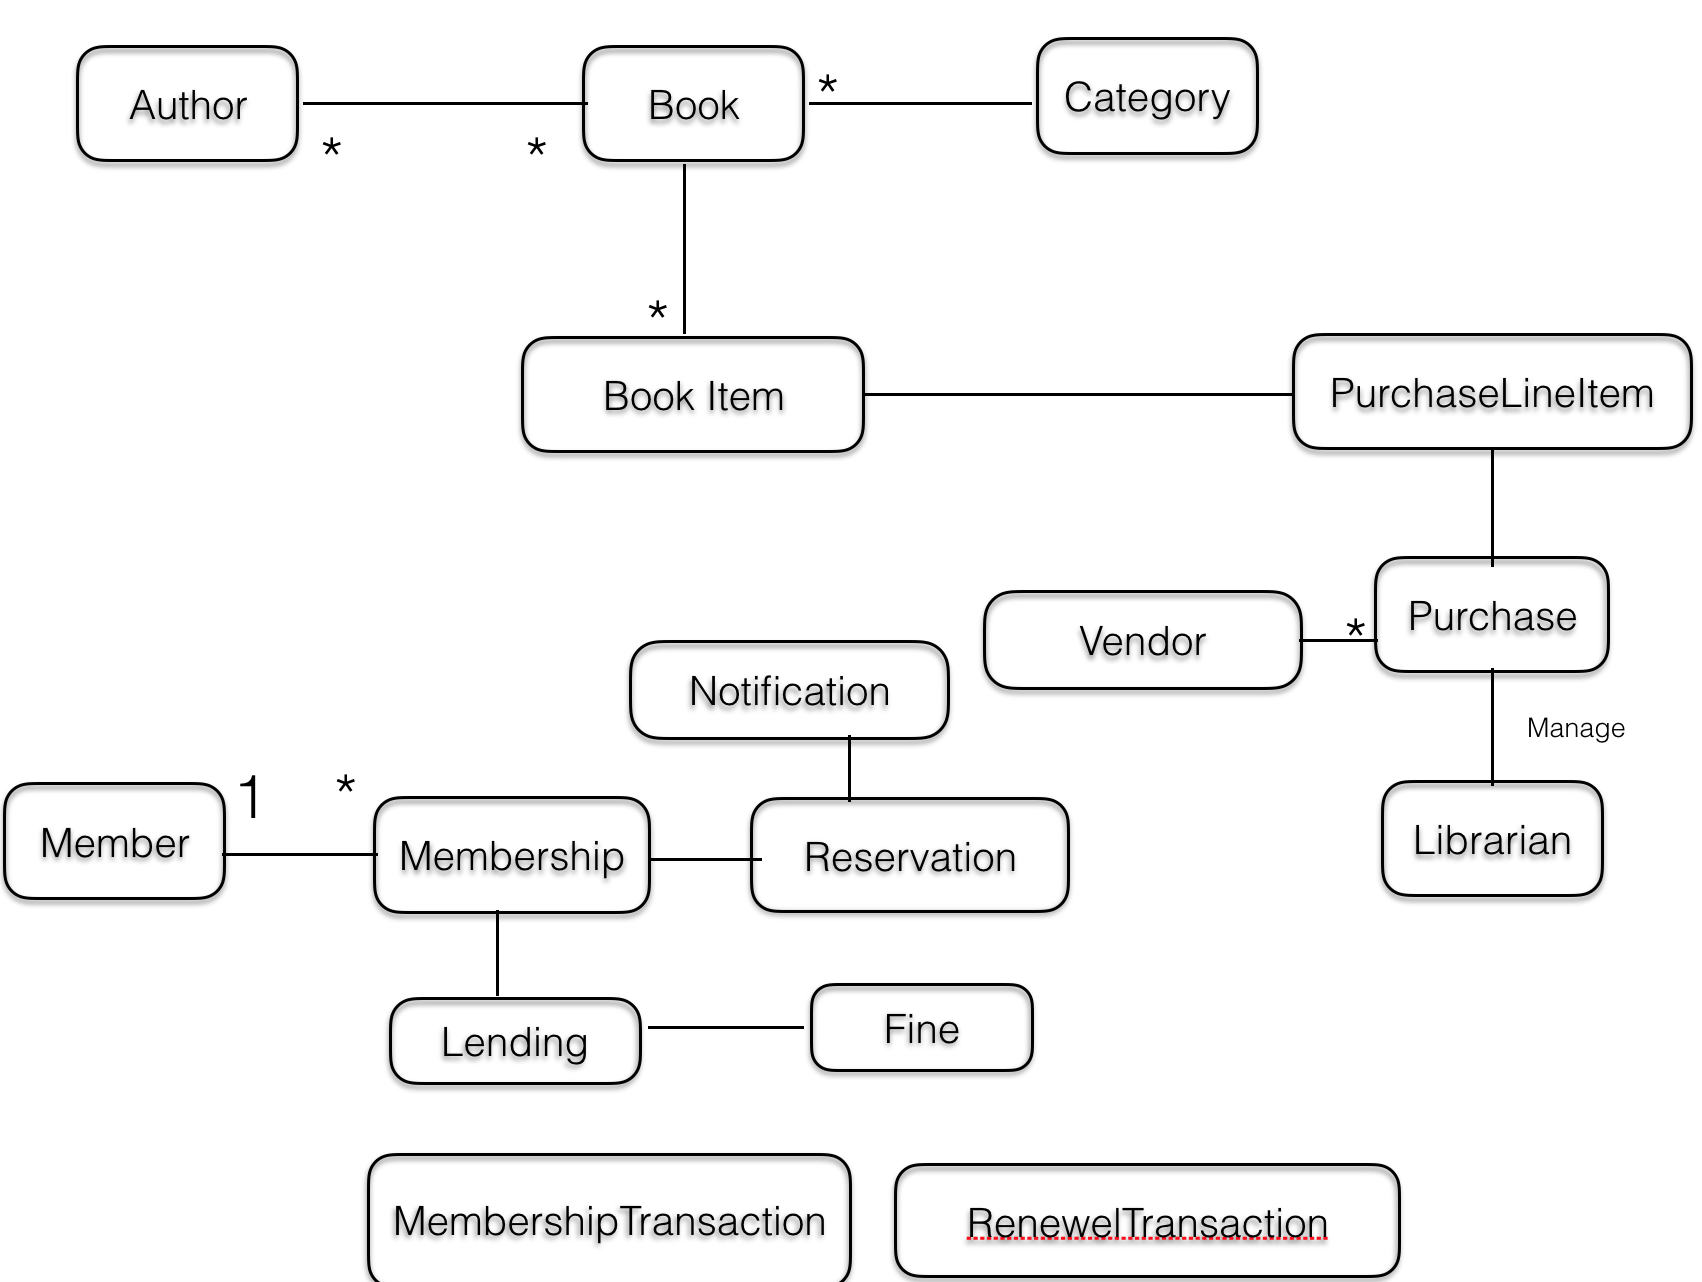 Author
Book
*
Category
*
*
*
Book Item
PurchaseLineItem
Vendor
*
Purchase
Notification
Manage
Member
1
*
Membership
Reservation
Librarian
Lending
Fine
MembershipTransaction
RenewelTransaction